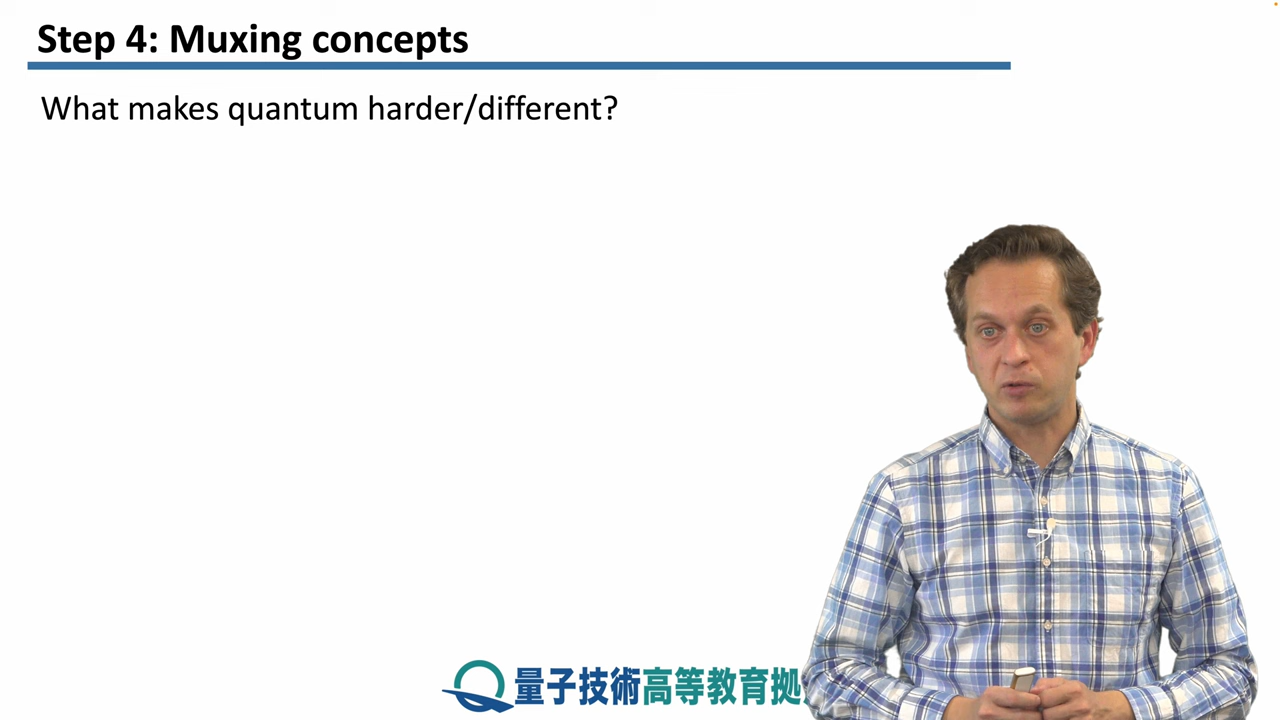 Step 4: Muxing concepts
What makes quantum harder/different?
量子技術高等教育拠